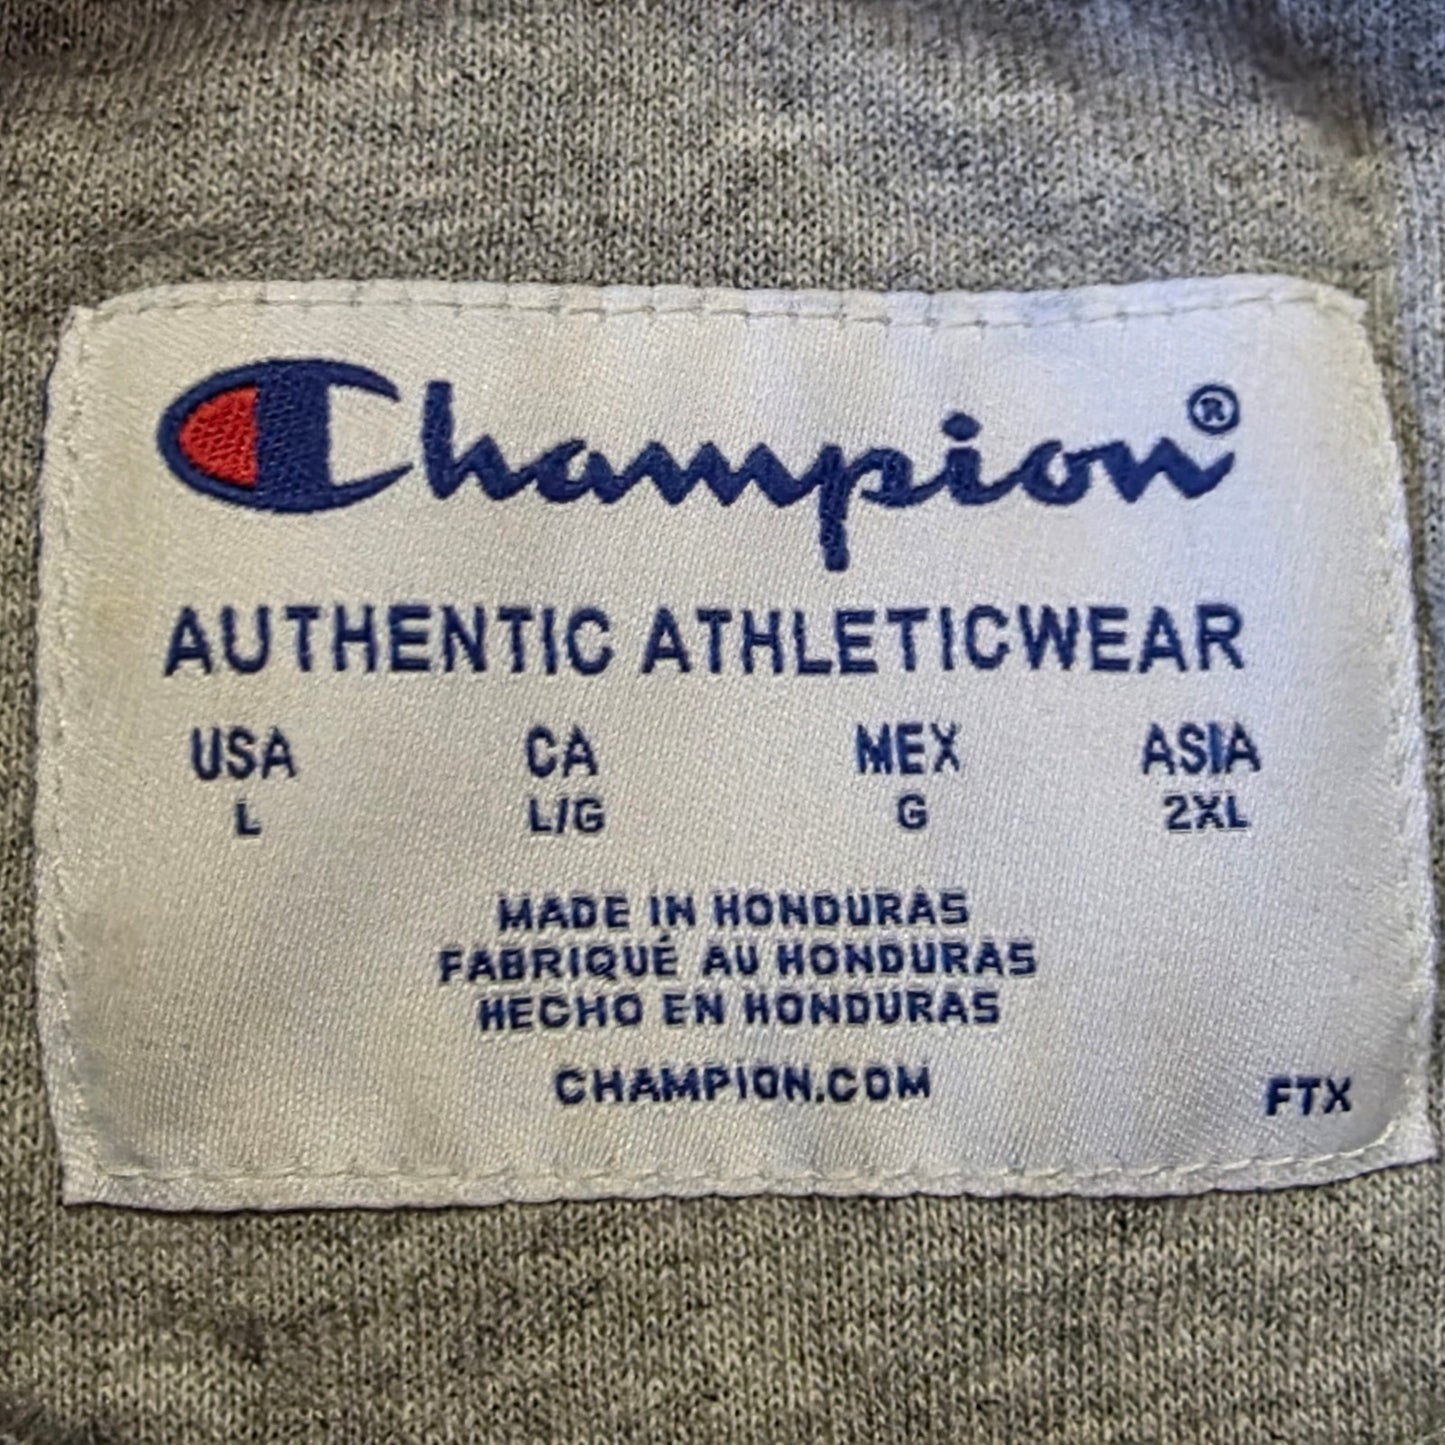 Champion®
AUTHENTIC ATHLETICWEAR
USA CA MEX ASIA
L L/G G 2XL
MADE IN HONDURAS
FABRIQUÉ AU HONDURAS
HECHO EN HONDURAS
CHAMPION.COM FTX